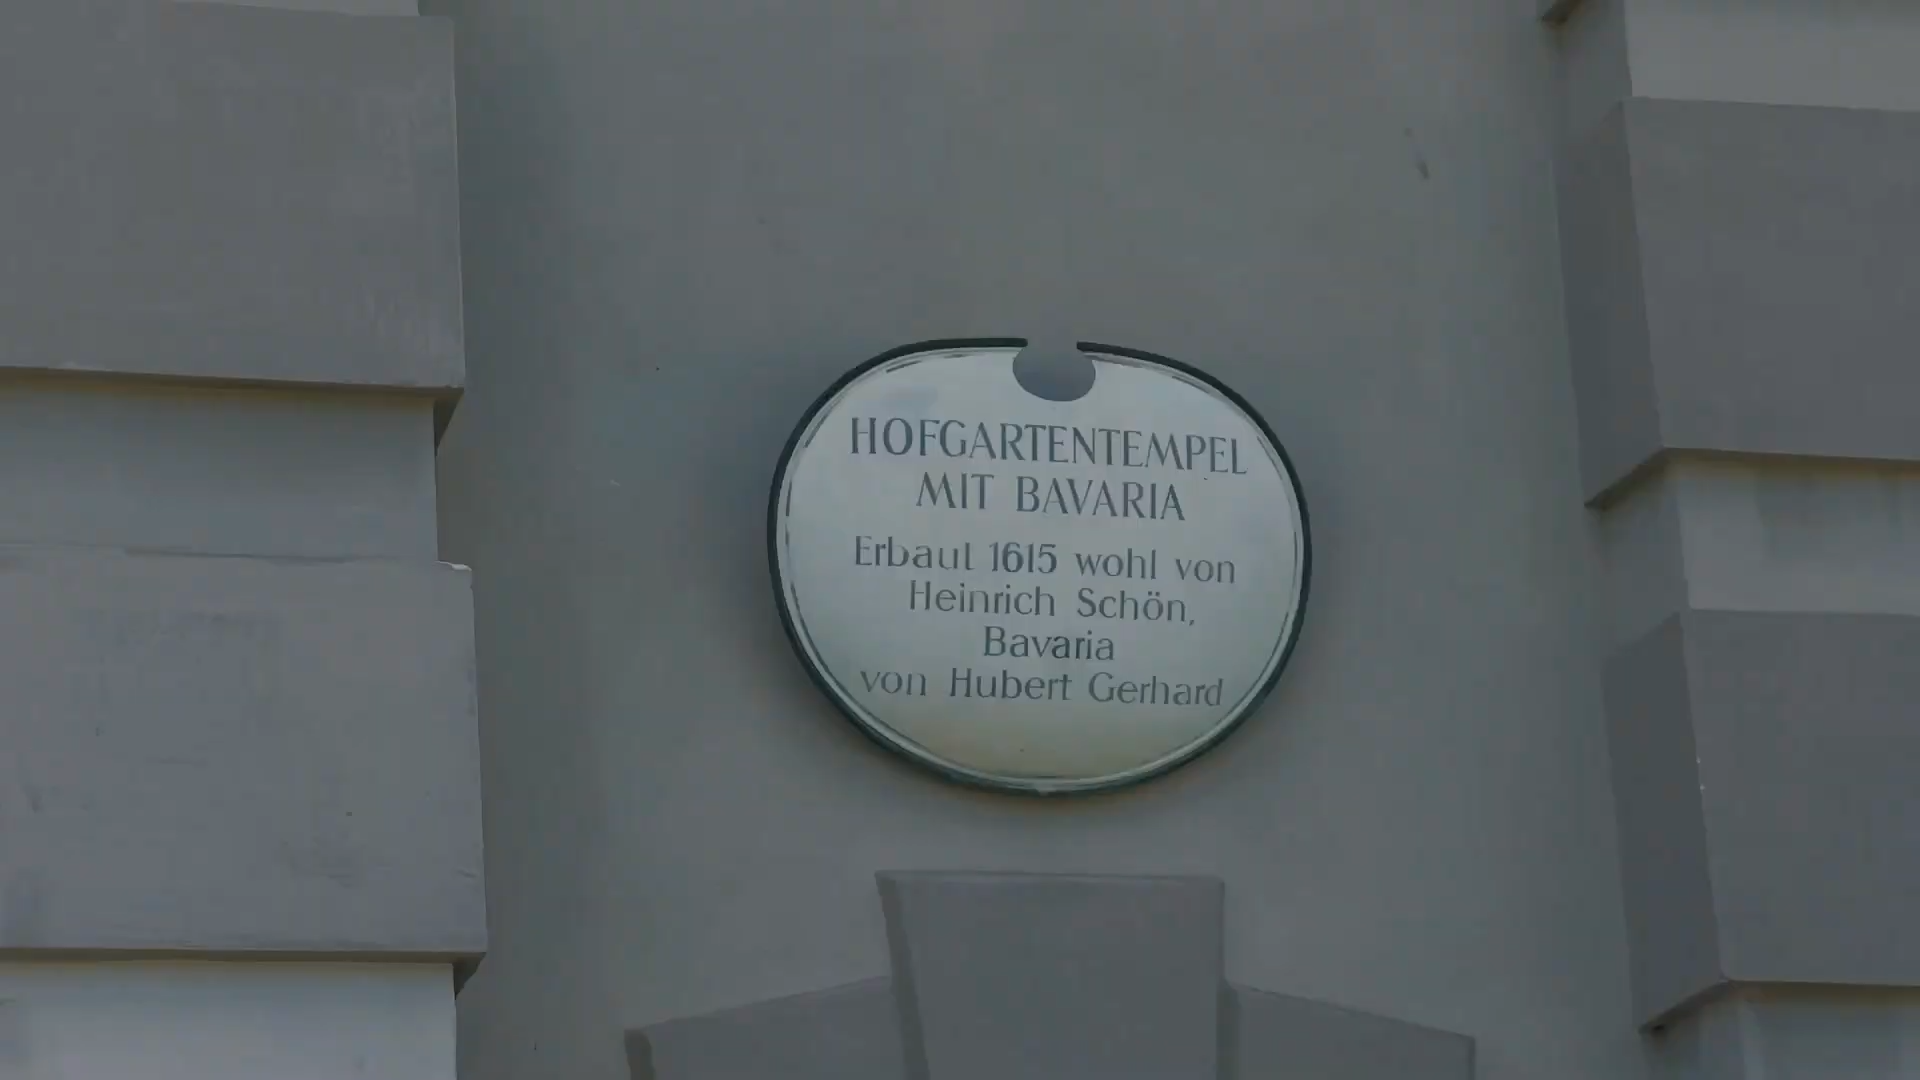 HOFGARTENTEMPEL
MIT BAVARIA
Erbaut 1615 wohl von
Heinrich Schön,
Bavaria
von Hubert Gerhard